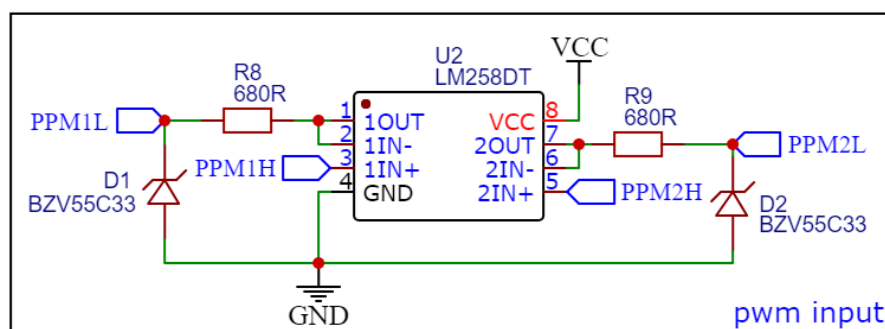 VCC
U2
LM258DT
R8
680R
R9
680R
PPM1L
1
1OUT
VCC
8
2
1IN-
2OUT
7
PPM2L
PPM1H
3
1IN+
2IN-
6
4
GND
2IN+
5
PPM2H
D1
BZV55C33
D2
BZV55C33
GND
pwm input